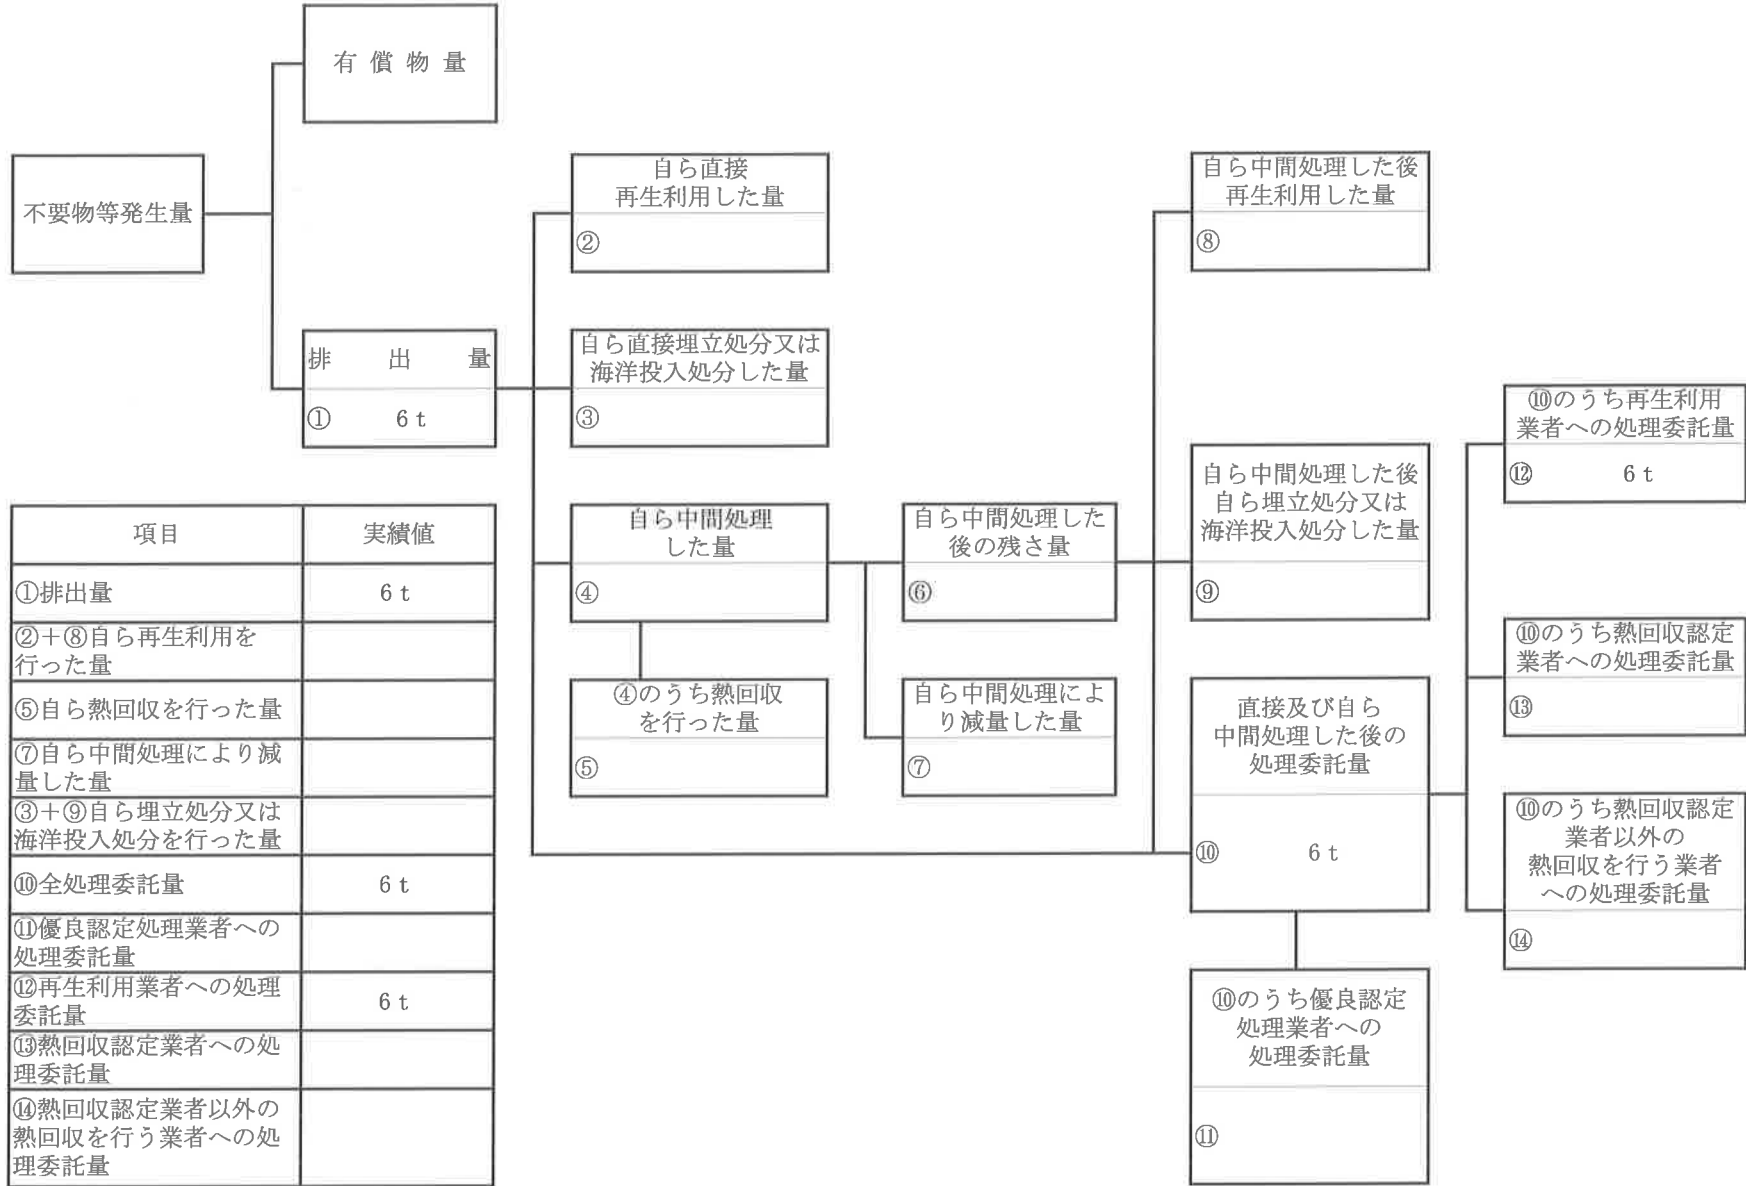 有償物量
不要物等発生量
排出量
① 6t
自ら直接
再生利用した量
②
自ら直接埋立処分又は
海洋投入処分した量
③
自ら中間処理
した量
④
④のうち熱回収
を行った量
⑤
自ら中間処理した
後の残さ量
⑥
自ら中間処理によ
り減量した量
⑦
自ら中間処理した後
再生利用した量
⑧
自ら中間処理した後
自ら埋立処分又は
海洋投入処分した量
⑨
直接及び自ら
中間処理した後の
処理委託量
⑩ 6t
⑩のうち優良認定
処理業者への
処理委託量
⑪
⑩のうち再生利用
業者への処理委託量
⑫ 6t
⑩のうち熱回収認定
業者への処理委託量
⑬
⑩のうち熱回収認定
業者以外の
熱回収を行う業者
への処理委託量
⑭
項目 実績値
①排出量 6t
②+⑧自ら再生利用を
行った量
⑤自ら熱回収を行った量
⑦自ら中間処理により減
量した量
③+⑨自ら埋立処分又は
海洋投入処分を行った量
⑩全処理委託量 6t
⑪優良認定処理業者への
処理委託量
⑫再生利用業者への処理
委託量 6t
⑬熱回収認定業者への処
理委託量
⑭熱回収認定業者以外の
熱回収を行う業者への処
理委託量